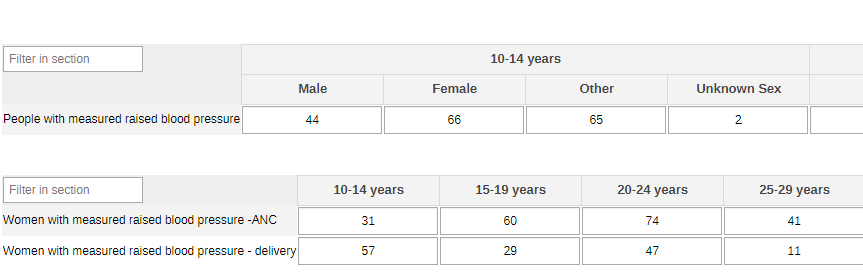 Filter in section
10-14 years
Male Female Other Unknown Sex
People with measured raised blood pressure 44 66 65 2
Filter in section 10-14 years 15-19 years 20-24 years 25-29 years
Women with measured raised blood pressure -ANC 31 60 74 41
Women with measured raised blood pressure - delivery 57 29 47 11